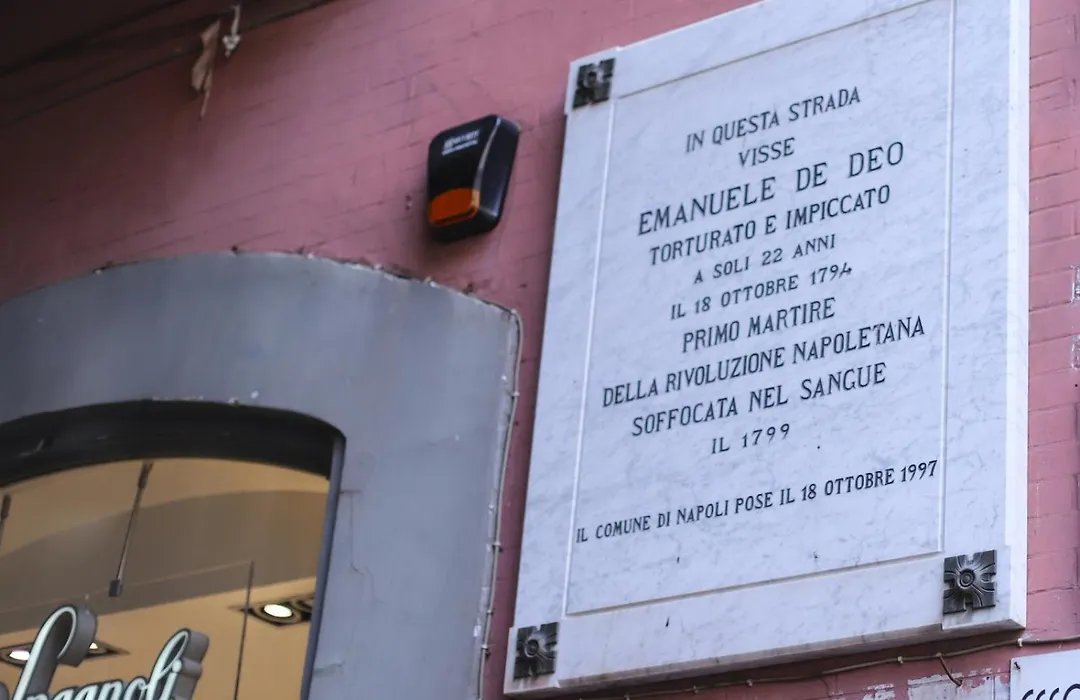 IN QUESTA STRADA
VISSE
EMANUELE DE DEO
TORTURATO E IMPICCATO
A SOLI 22 ANNI
IL 18 OTTOBRE 1794
PRIMO MARTIRE
DELLA RIVOLUZIONE NAPOLETANA
SOFFOCATA NEL SANGUE
IL 1799
IL COMUNE DI NAPOLI POSE IL 18 OTTOBRE 1997